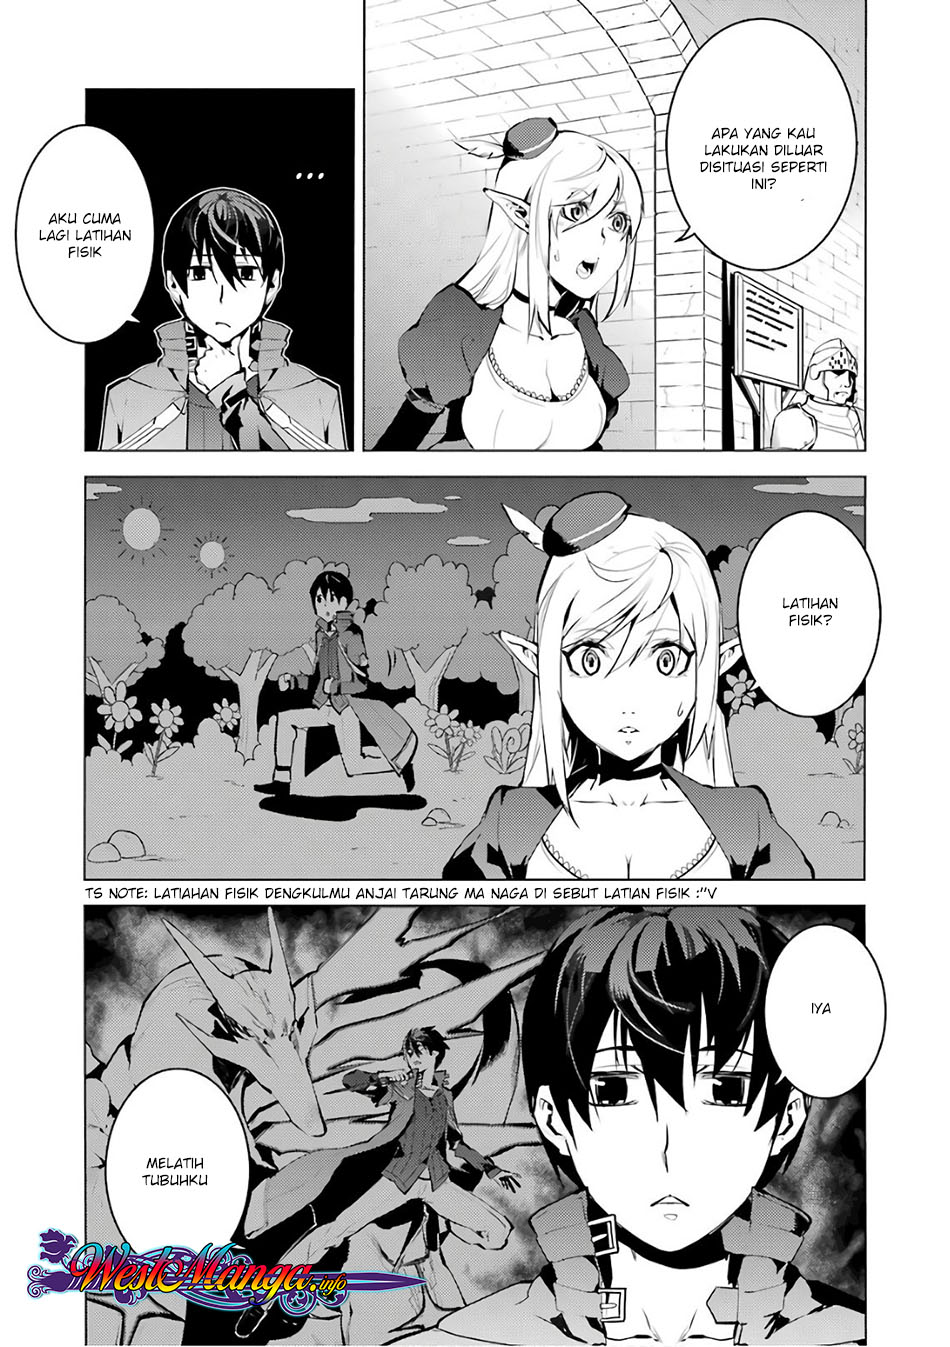 APA YANG KAU
LAKUKAN DILUAR
DISITUASI SEPERTI
INI?
...
AKU CUMA
LAGI LATIHAN
FISIK
LATIHAN
FISIK?
TS NOTE: LATIAHAN FISIK DENGKULMU ANJAI TARUNG MA NAGA DI SEBUT LATIAN FISIK :"V
IYA
MELATIH
TUBUHKU
WESTMANGA.info